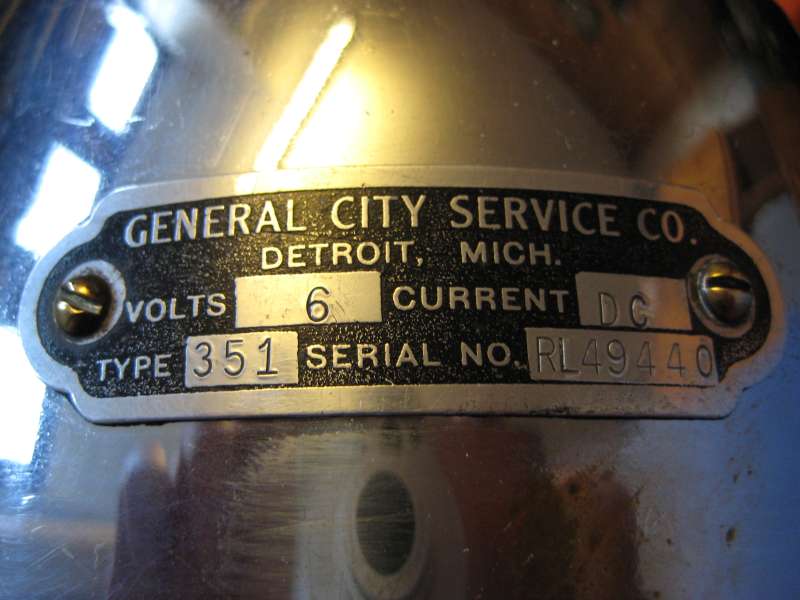 GENERAL CITY SERVICE CO.
DETROIT, MICH.
VOLTS 6 CURRENT DC
TYPE 351 SERIAL NO. RL49440